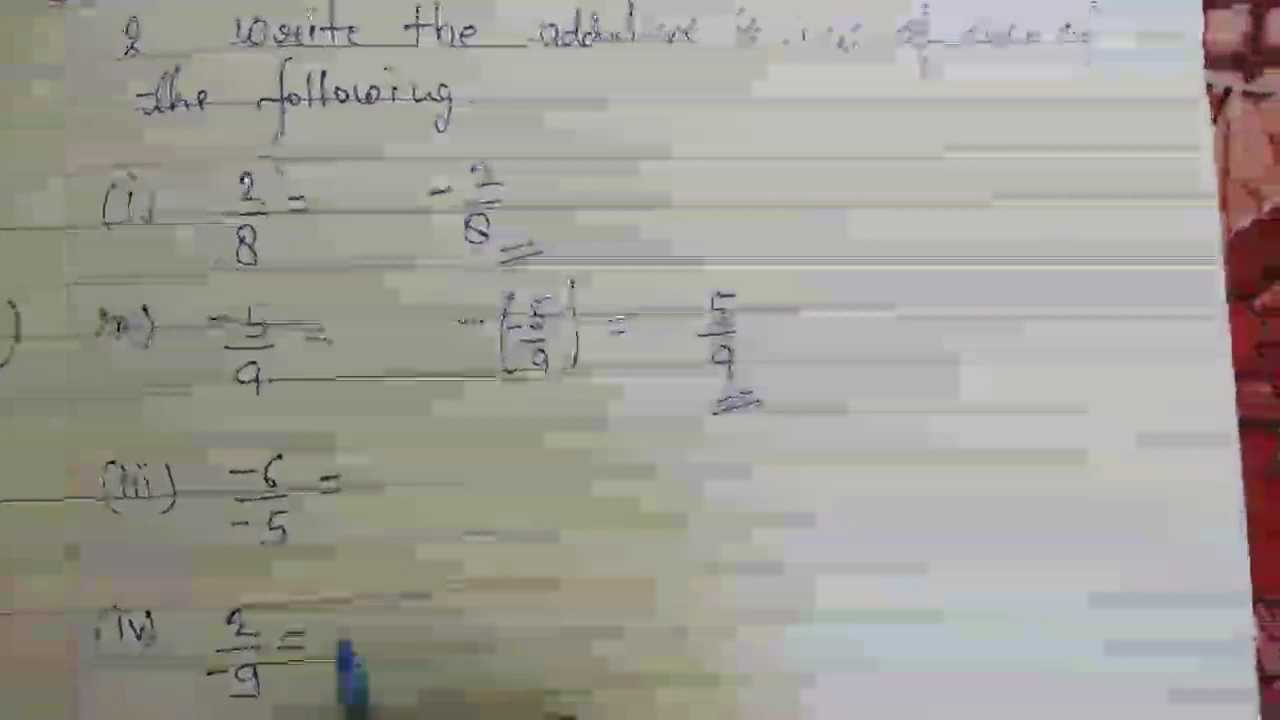 2 write the additive
the following
(i) 2/8 = - 2/8
-5/9 = -(-5/9) = 5/9
(iii) -6/-5 =
(iv) 2/-9 =